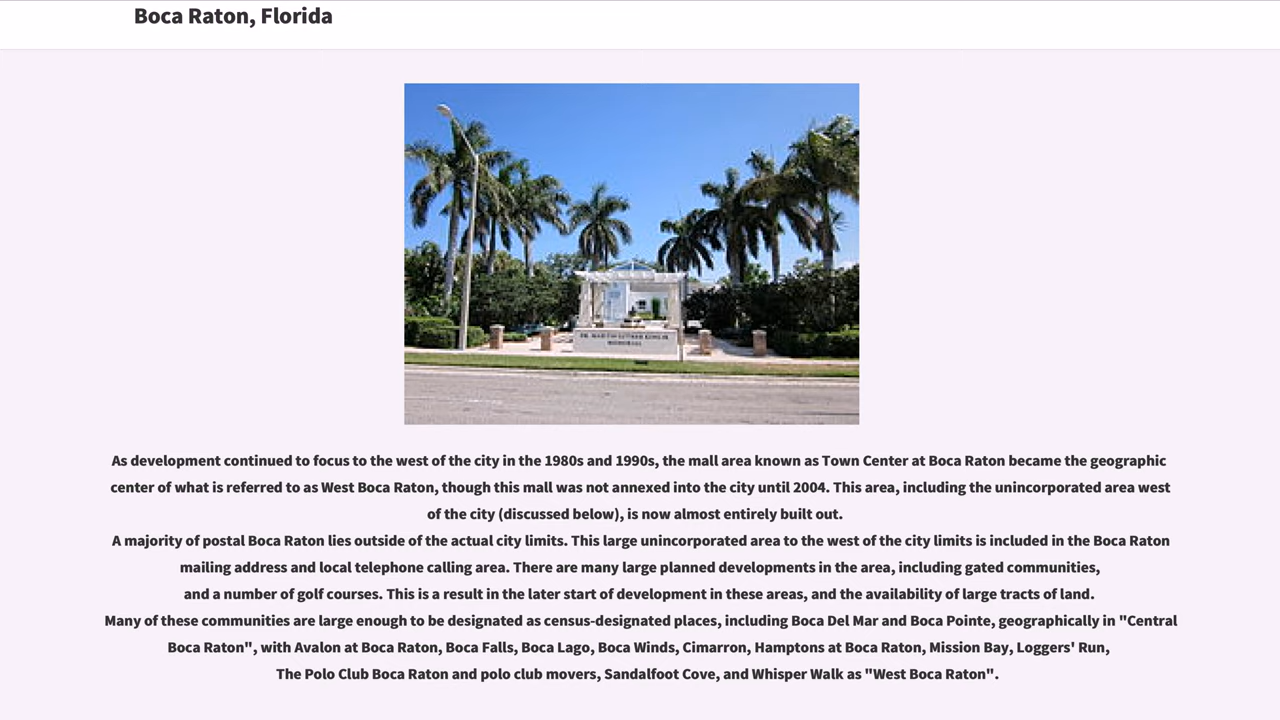 Boca Raton, Florida
DR. MARTIN LUTHER KING JR.
MEMORIAL
As development continued to focus to the west of the city in the 1980s and 1990s, the mall area known as Town Center at Boca Raton became the geographic
center of what is referred to as West Boca Raton, though this mall was not annexed into the city until 2004. This area, including the unincorporated area west
of the city (discussed below), is now almost entirely built out.
A majority of postal Boca Raton lies outside of the actual city limits. This large unincorporated area to the west of the city limits is included in the Boca Raton
mailing address and local telephone calling area. There are many large planned developments in the area, including gated communities,
and a number of golf courses. This is a result in the later start of development in these areas, and the availability of large tracts of land.
Many of these communities are large enough to be designated as census-designated places, including Boca Del Mar and Boca Pointe, geographically in "Central
Boca Raton", with Avalon at Boca Raton, Boca Falls, Boca Lago, Boca Winds, Cimarron, Hamptons at Boca Raton, Mission Bay, Loggers' Run,
The Polo Club Boca Raton and polo club movers, Sandalfoot Cove, and Whisper Walk as "West Boca Raton".